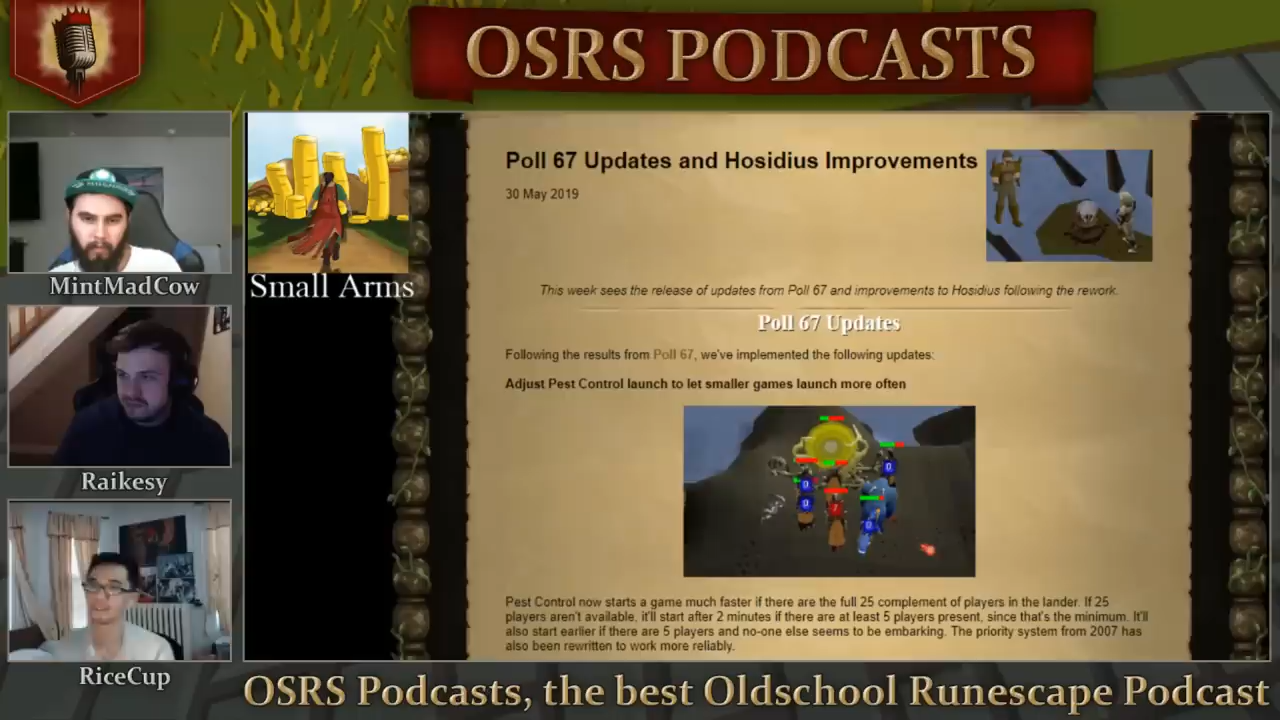 OSRS PODCASTS
MintMadCow
Raikesy
RiceCup
Small Arms
Poll 67 Updates and Hosidius Improvements
30 May 2019
This week sees the release of updates from Poll 67 and improvements to Hosidius following the rework.
Poll 67 Updates
Following the results from Poll 67, we've implemented the following updates:
Adjust Pest Control launch to let smaller games launch more often
Pest Control now starts a game much faster if there are the full 25 complement of players in the lander. If 25
players aren't available, it'll start after 2 minutes if there are at least 5 players present, since that's the minimum. It'll
also start earlier if there are 5 players and no-one else seems to be embarking. The priority system from 2007 has
also been rewritten to work more reliably.
OSRS Podcasts, the best Oldschool Runescape Podcast